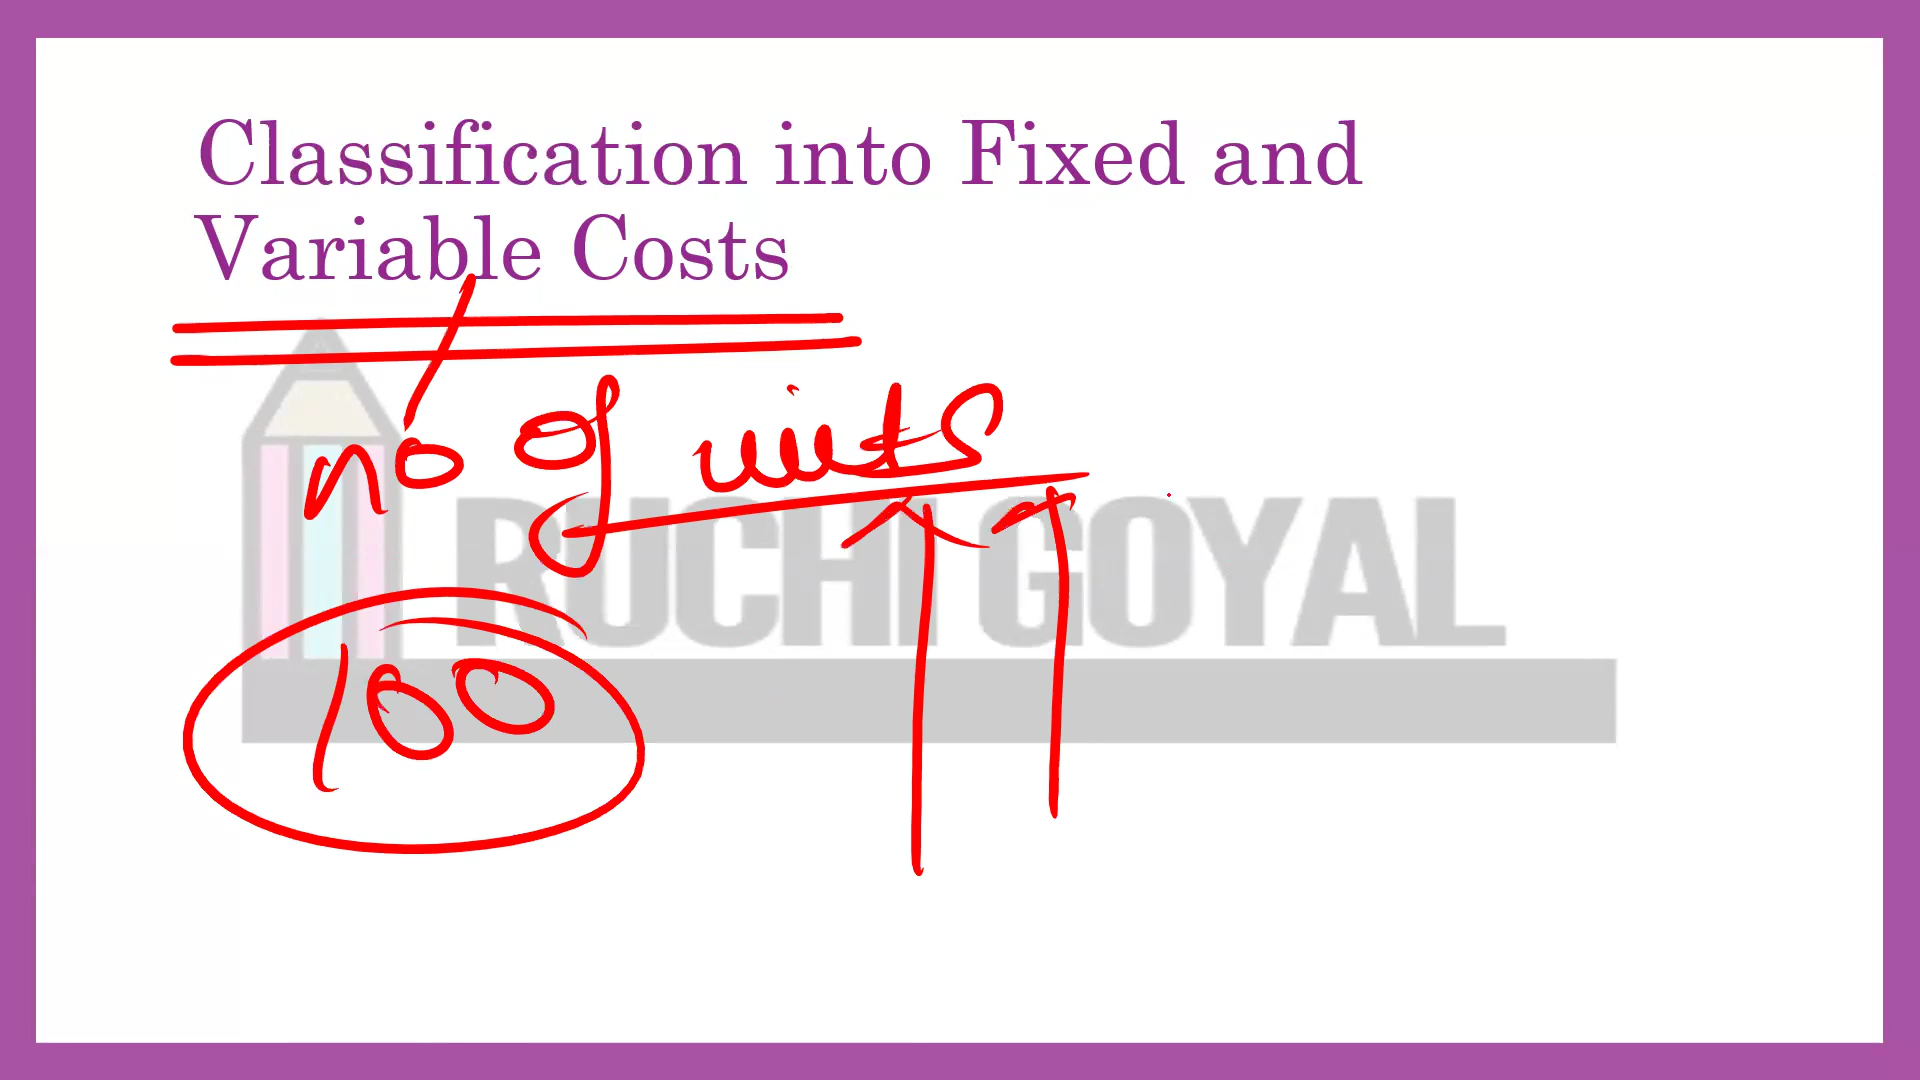 Classification into Fixed and
Variable Costs
no of units
RUCHI GOYAL
100